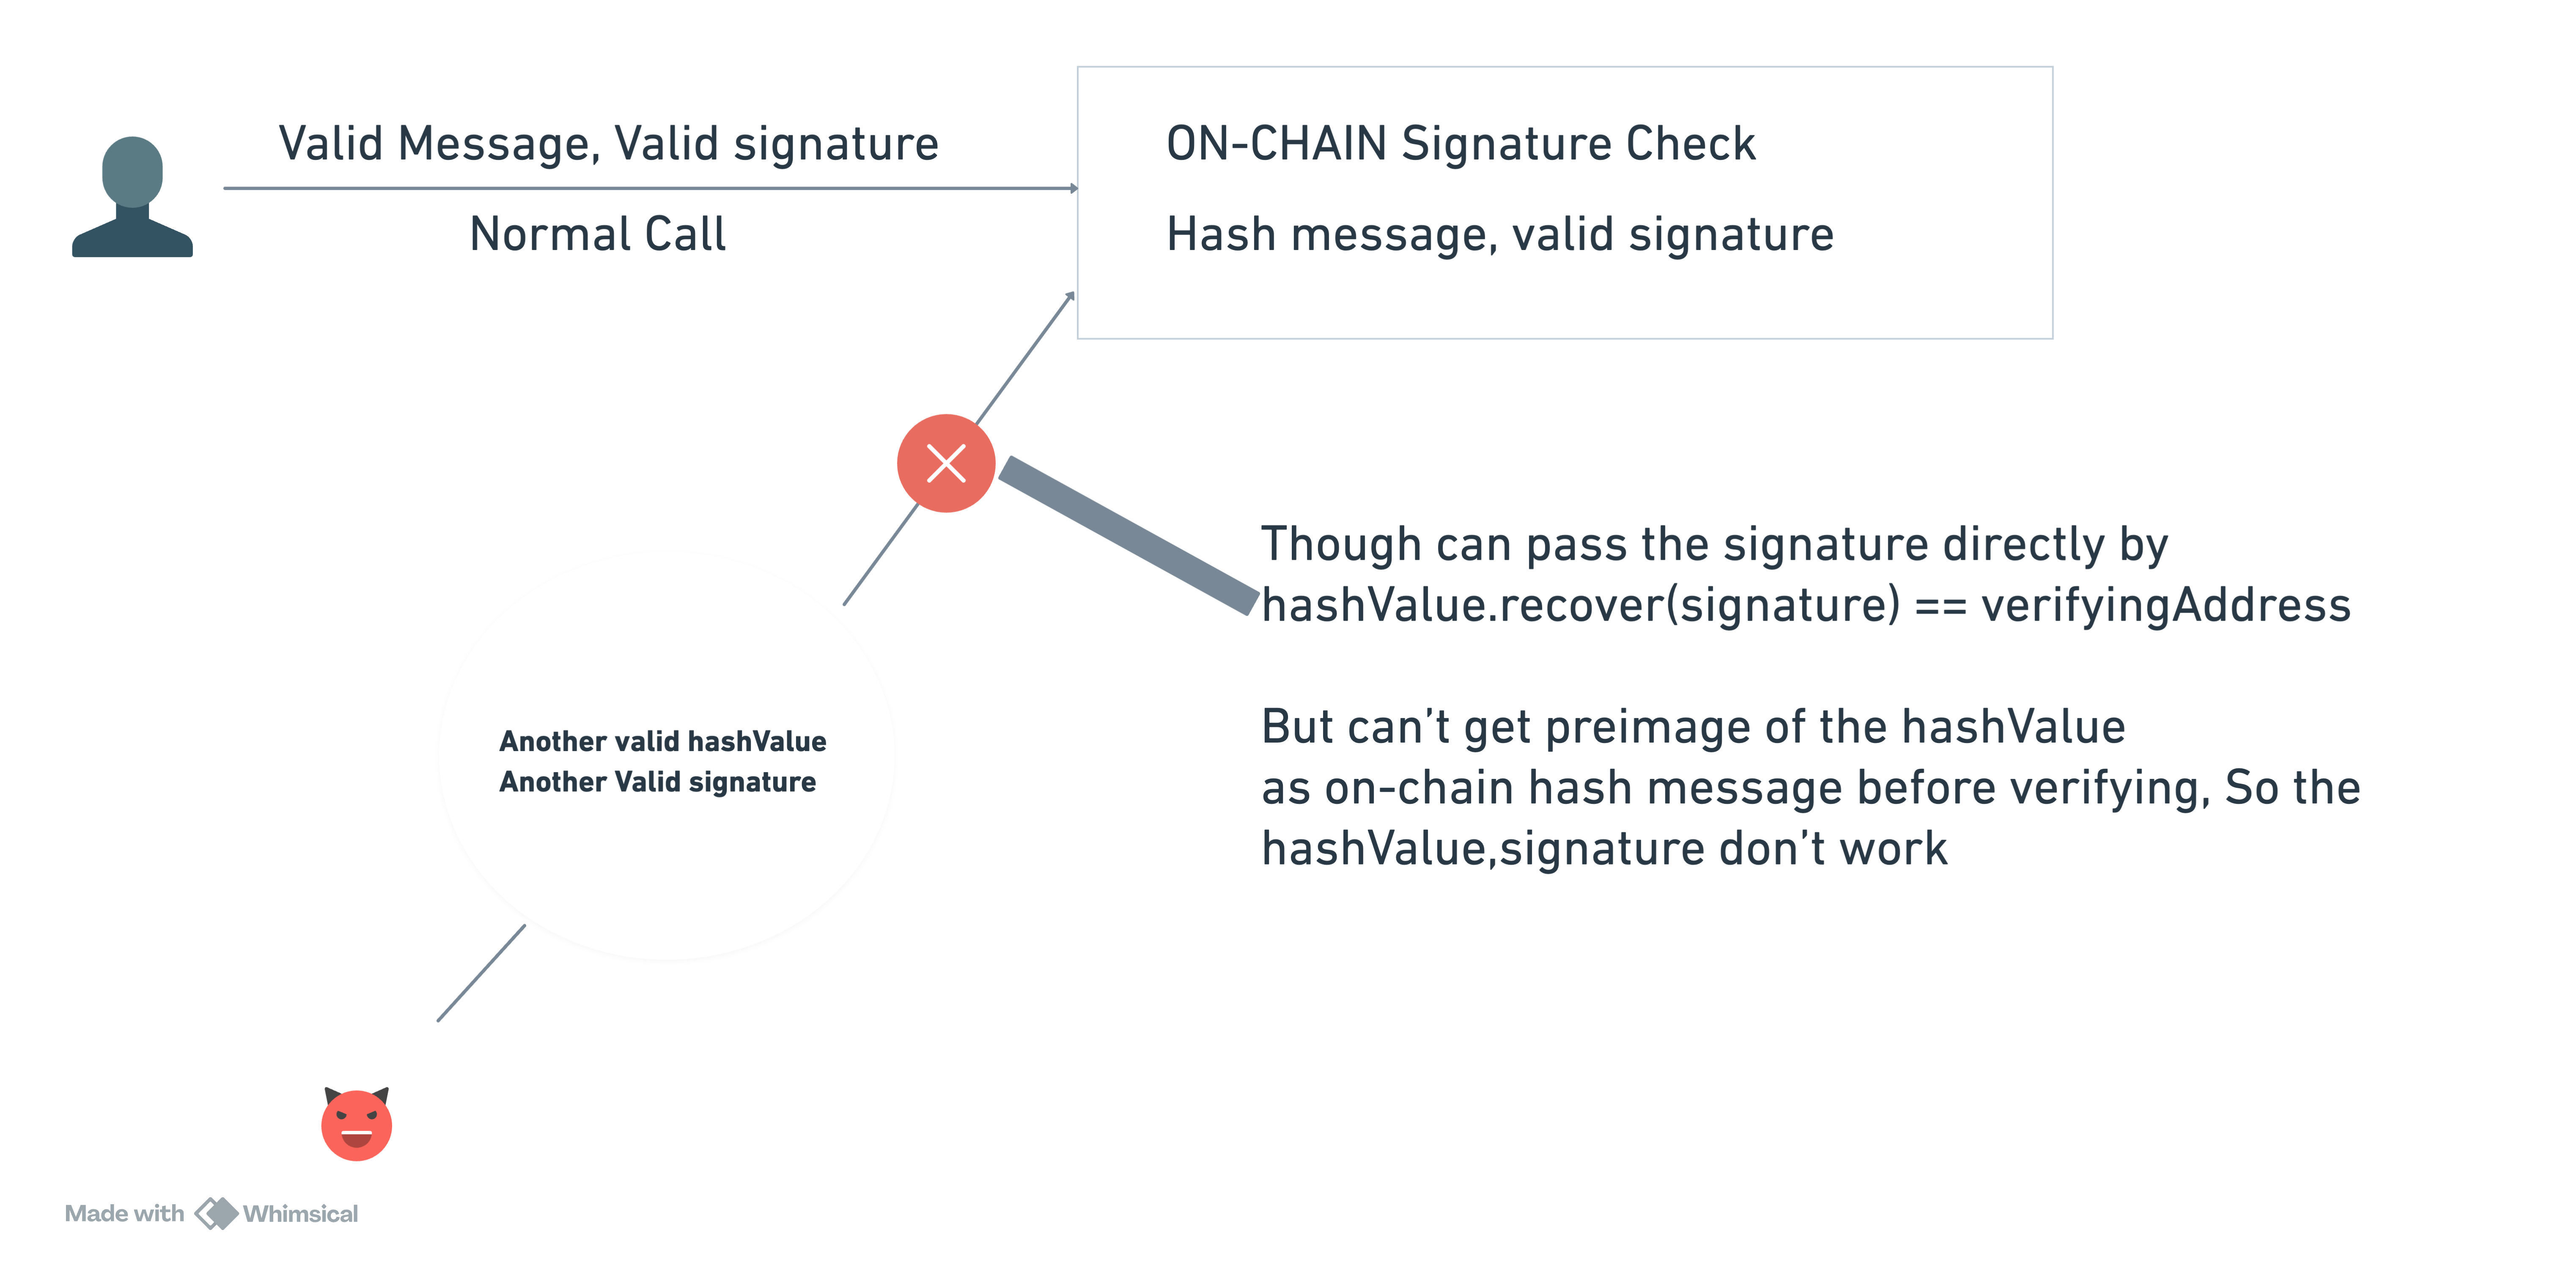 Valid Message, Valid signature
Normal Call
ON-CHAIN Signature Check
Hash message, valid signature
Though can pass the signature directly by
hashValue.recover(signature) == verifyingAddress
But can’t get preimage of the hashValue
as on-chain hash message before verifying, So the
hashValue,signature don’t work
Another valid hashValue
Another Valid signature
Made with Whimsical